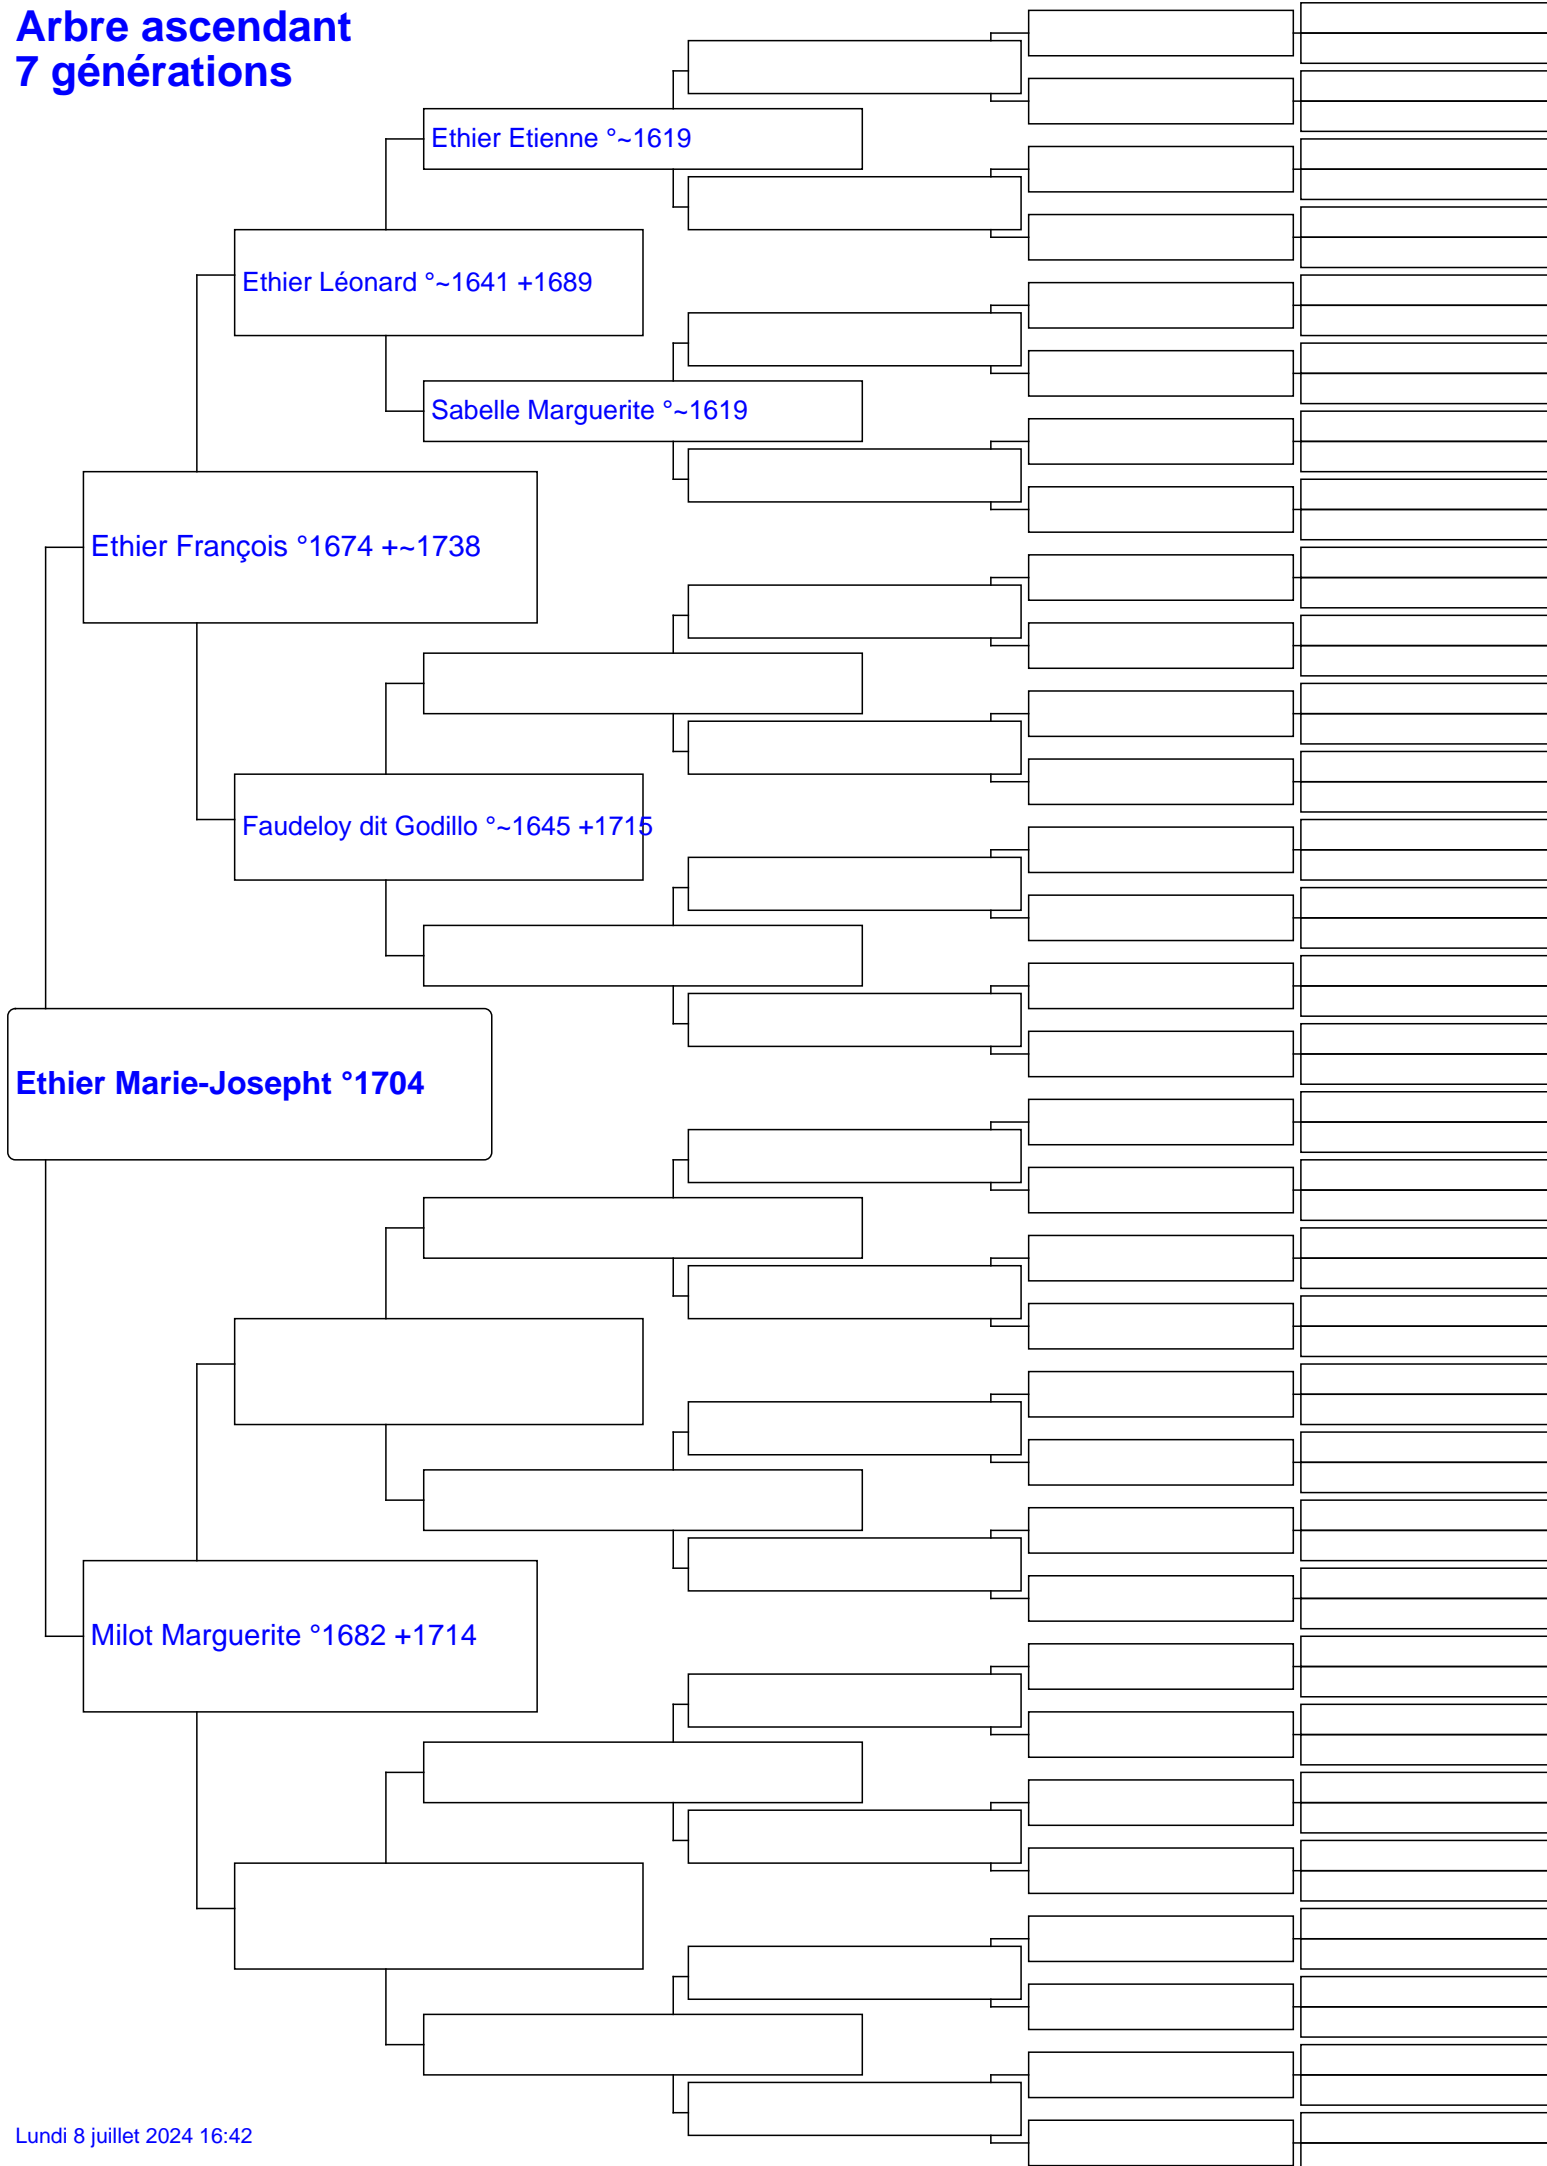 Arbre ascendant
7 générations
Ethier Etienne °~1619
Ethier Léonard °~1641 +1689
Sabelle Marguerite °~1619
Ethier François °1674 +~1738
Faudeloy dit Godillo °~1645 +1715
Ethier Marie-Josepht °1704
Milot Marguerite °1682 +1714
Lundi 8 juillet 2024 16:42